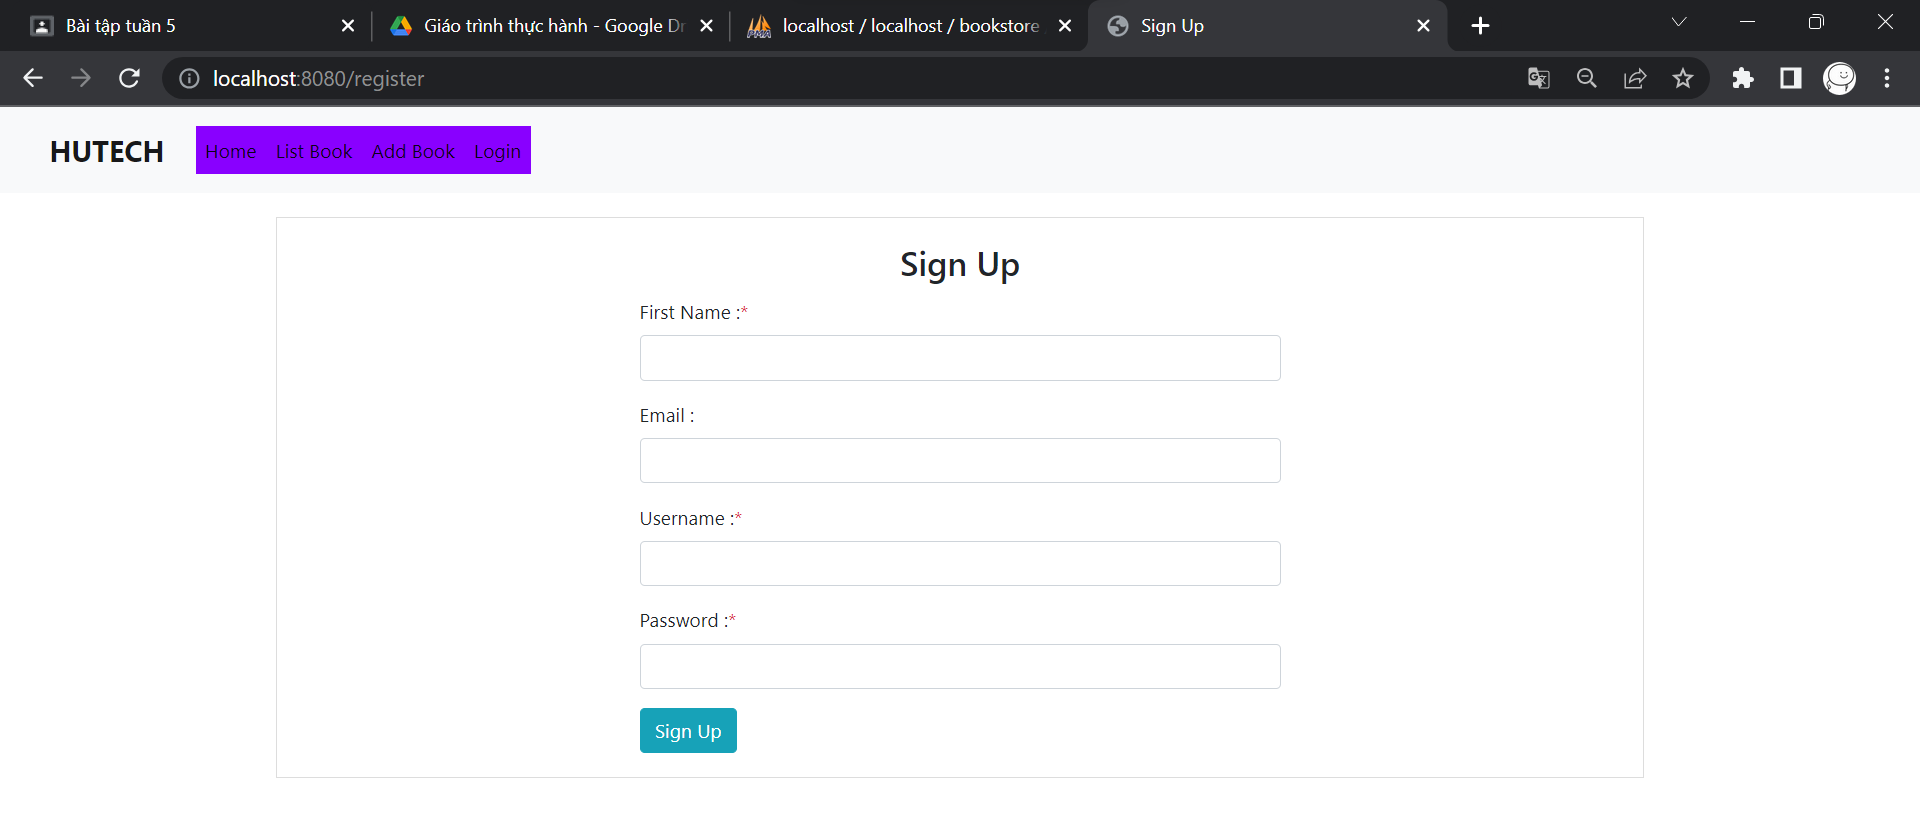 Bài tập tuần 5
Giáo trình thực hành - Google Dr
localhost / localhost / bookstore
Sign Up
localhost:8080/register
HUTECH
Home List Book Add Book Login
Sign Up
First Name :*
Email :
Username :*
Password :*
Sign Up